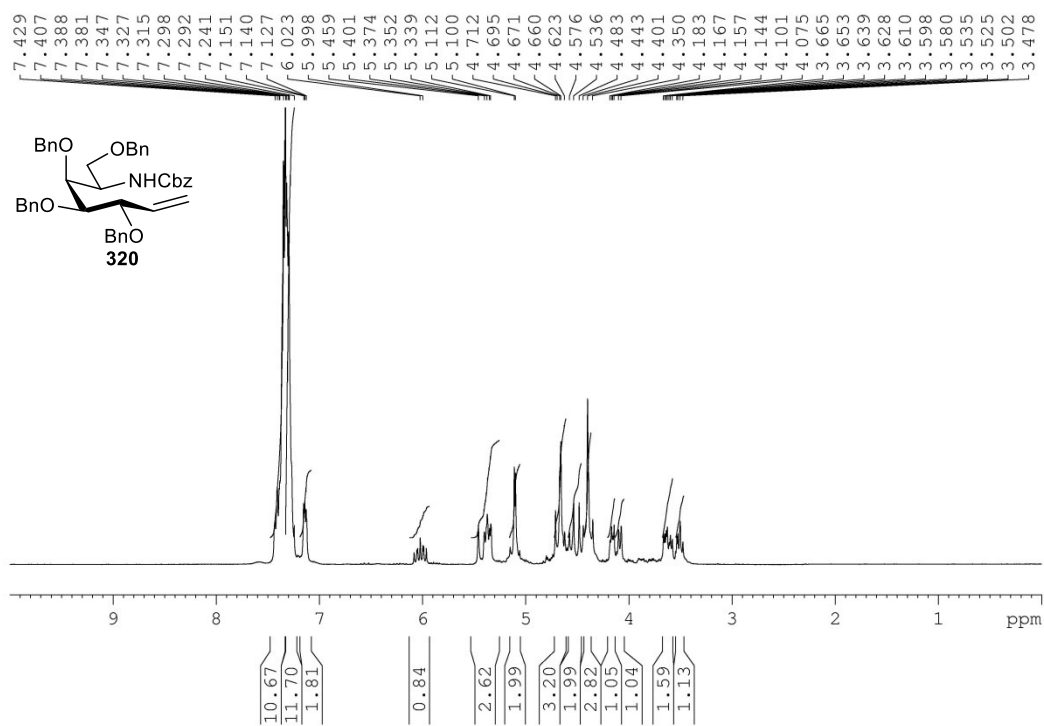 7.429 7.407 7.388 7.381 7.347 7.327 7.315 7.298 7.292 7.241 7.151 7.140 7.127 6.023 5.998 5.459 5.401 5.374 5.352 5.339 5.112 5.100 4.712 4.695 4.671 4.660 4.623 4.576 4.536 4.483 4.443 4.401 4.350 4.183 4.167 4.157 4.144 4.101 4.075 3.665 3.653 3.639 3.628 3.610 3.598 3.580 3.535 3.525 3.502 3.478
BnO
OBn
NHCbz
BnO
BnO
320
9 8 7 6 5 4 3 2 1 ppm
10.67 11.70 1.81 0.84 2.62 1.99 3.20 1.99 2.82 1.05 1.04 1.59 1.13